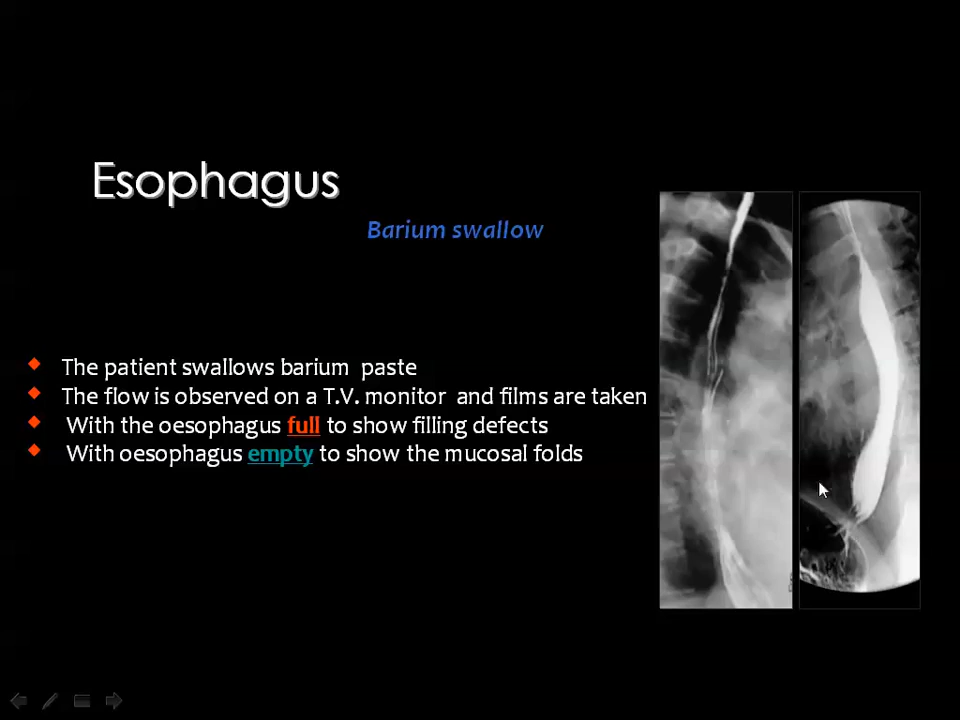 Esophagus
Barium swallow
The patient swallows barium paste
The flow is observed on a T.V. monitor and films are taken
With the oesophagus full to show filling defects
With oesophagus empty to show the mucosal folds